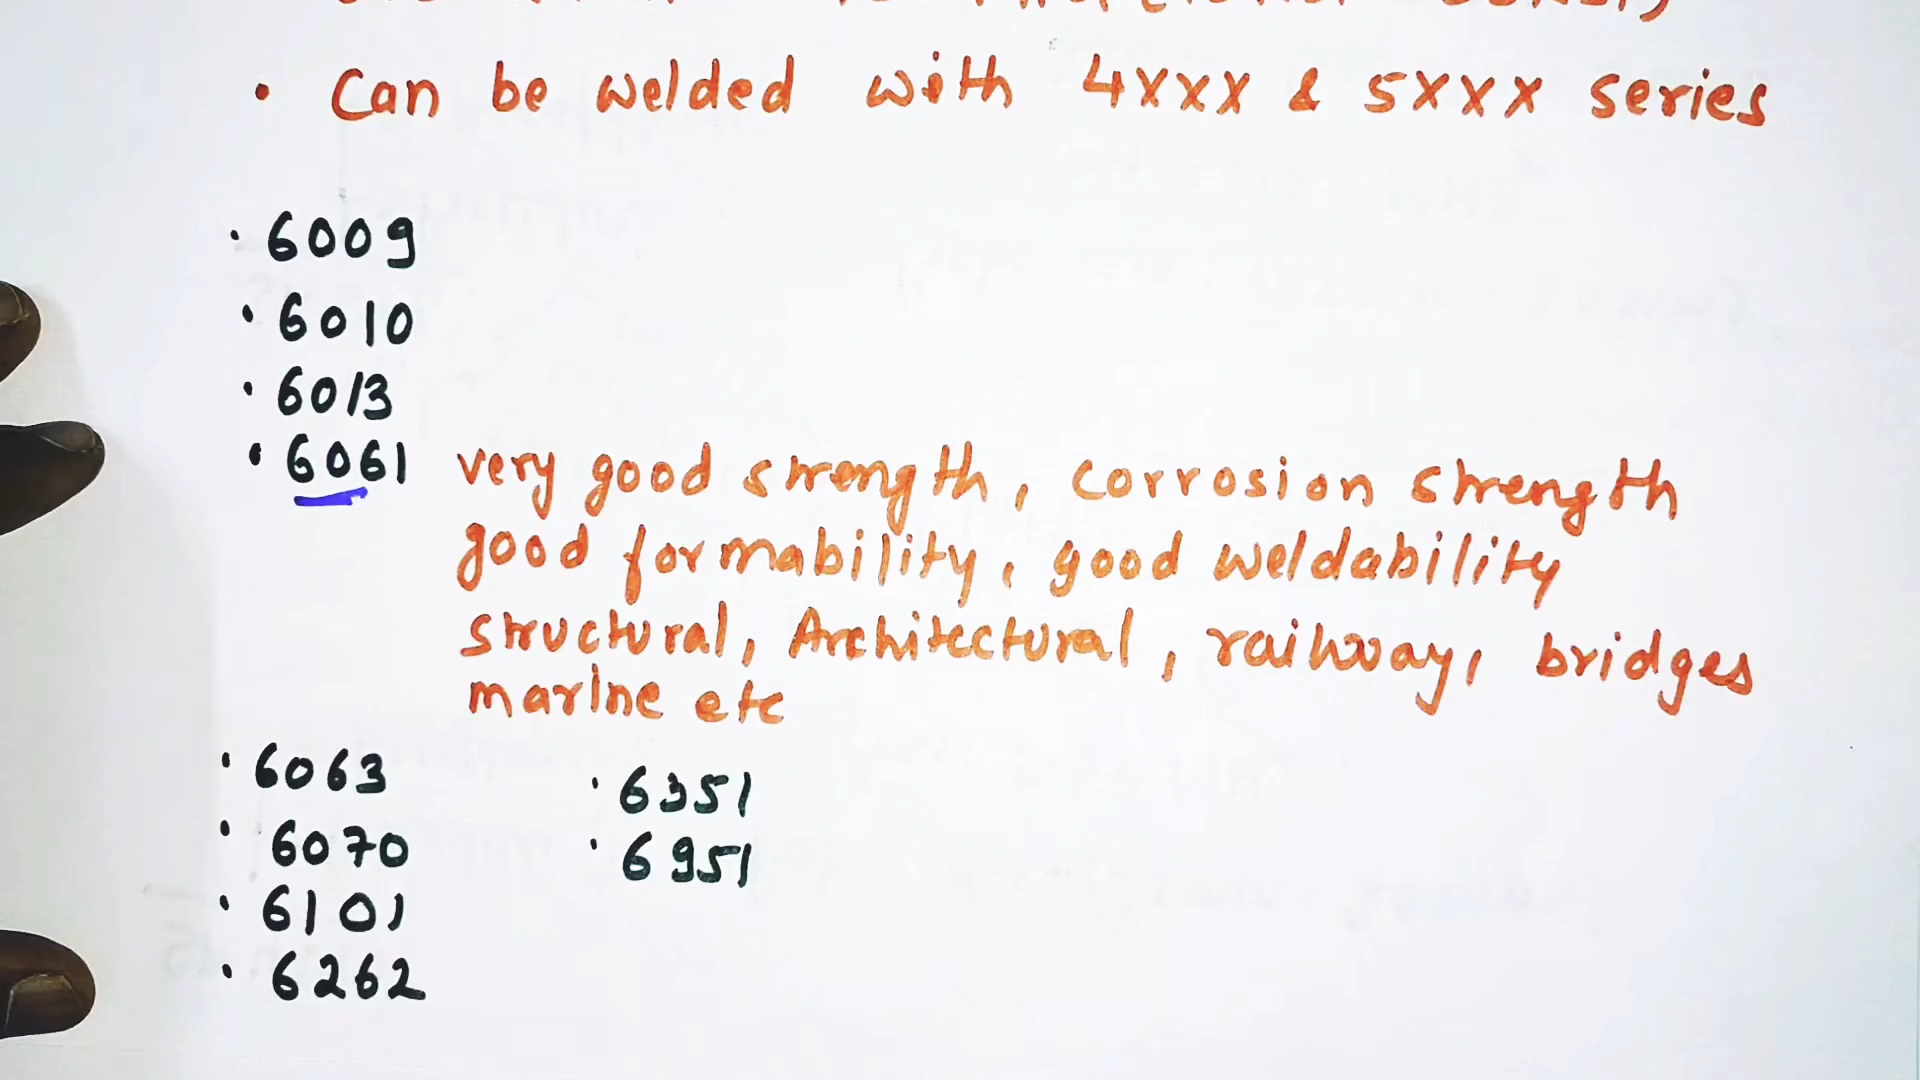 • Can be welded with 4XXX & 5XXX series
• 6009
• 6010
• 6013
• 6061 very good strength, corrosion strength
good formability, good weldability
structural, Architectural, railway, bridges
marine etc
• 6063
• 6070
• 6101
• 6262
• 6351
• 6951